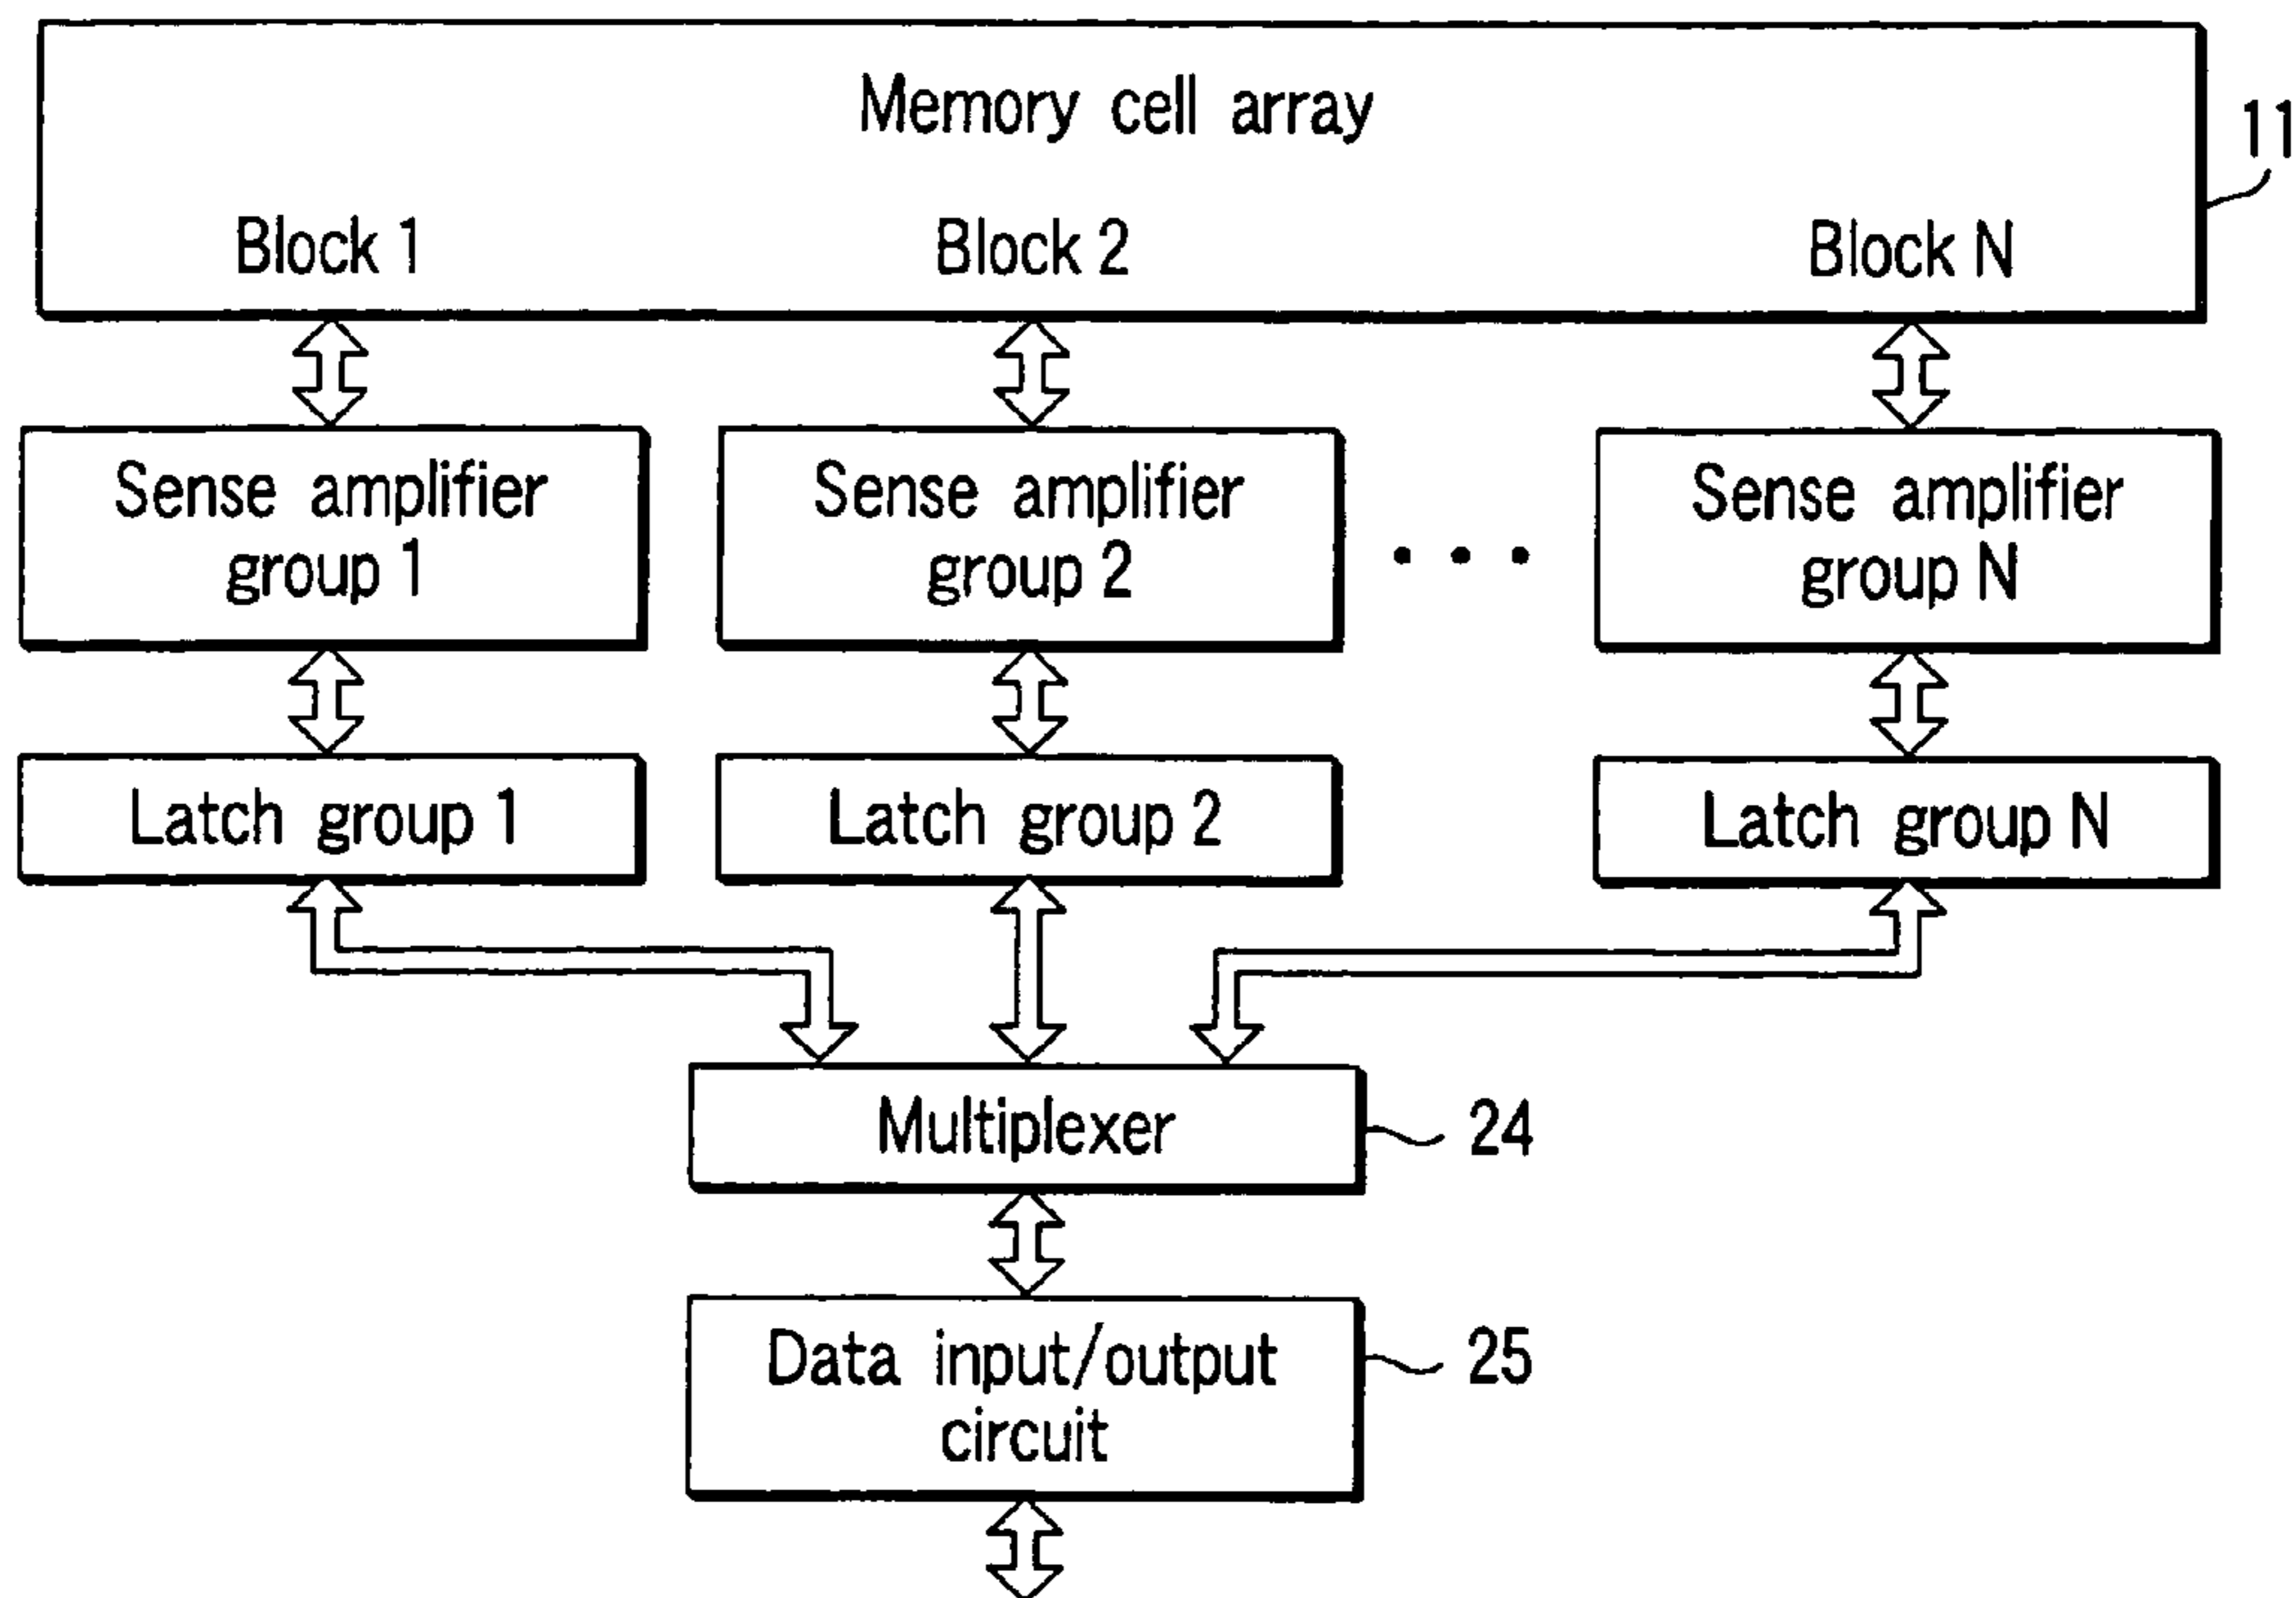 Memory cell array
11
Block 1
Block 2
Block N
Sense amplifier
group 1
Sense amplifier
group 2
Sense amplifier
group N
Latch group 1
Latch group 2
Latch group N
Multiplexer
24
Data input/output
circuit
25